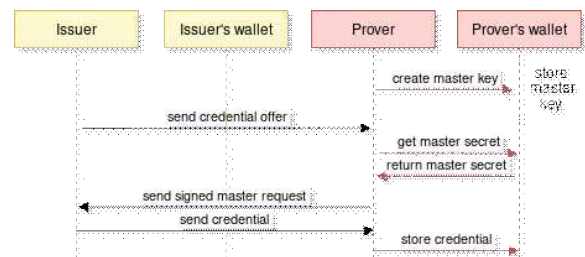 Issuer
Issuer's wallet
Prover
Prover's wallet
create master key
store
master
key
send credential offer
get master secret
return master secret
send signed master request
send credential
store credential